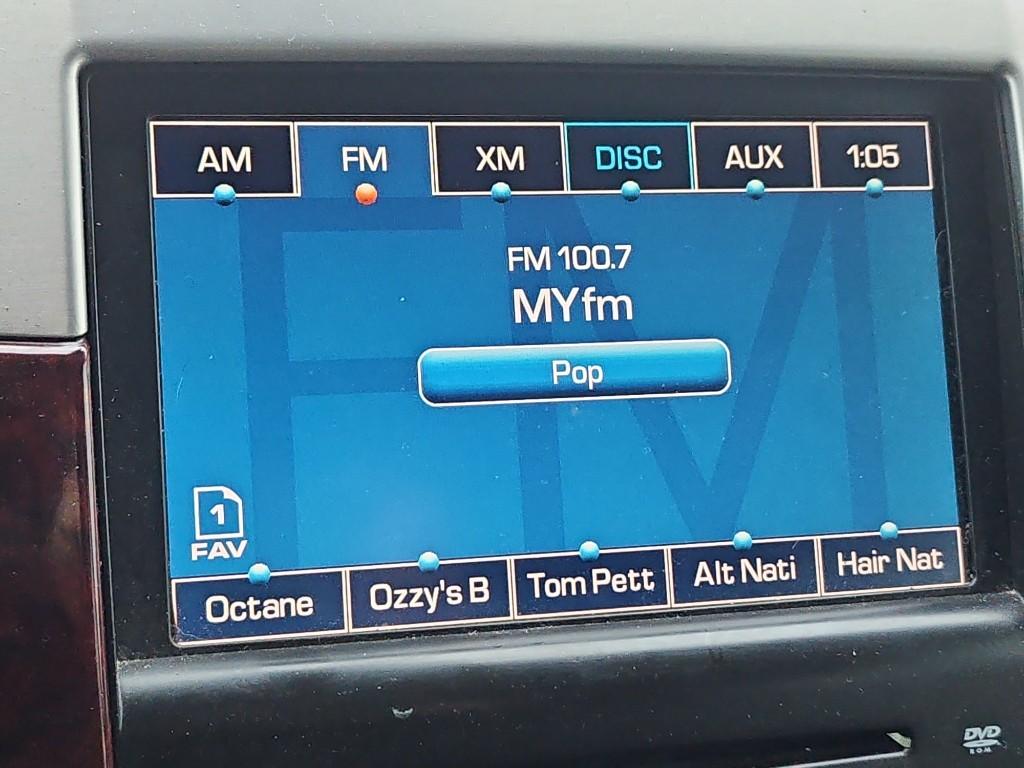 AM FM XM DISC AUX 1:05
FM 100.7
MYfm
Pop
1
FAV
Octane Ozzy's B Tom Pett Alt Nati Hair Nat
DVD
ROM